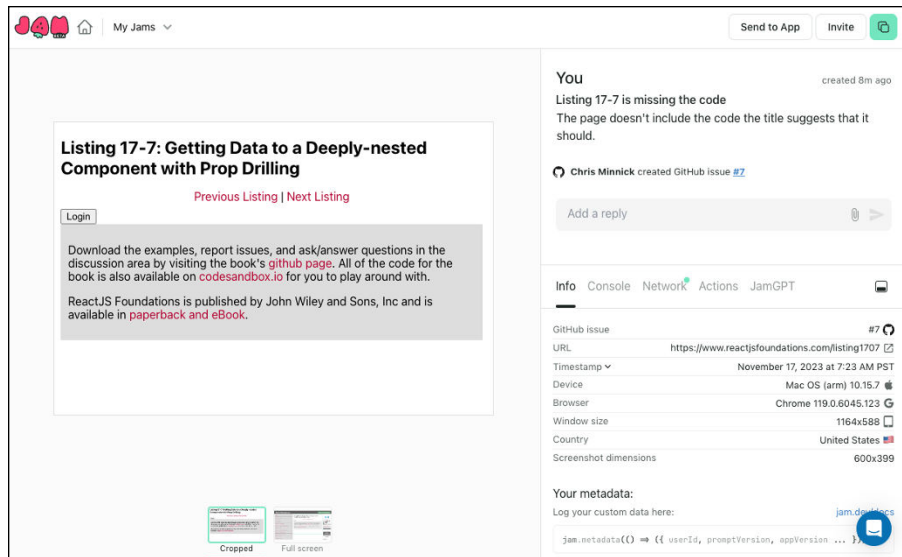 JAM
My Jams
Send to App
Invite
Listing 17-7: Getting Data to a Deeply-nested
Component with Prop Drilling
Previous Listing | Next Listing
Login
Download the examples, report issues, and ask/answer questions in the
discussion area by visiting the book's github page. All of the code for the
book is also available on codesandbox.io for you to play around with.
ReactJS Foundations is published by John Wiley and Sons, Inc and is
available in paperback and eBook.
Cropped
Full screen
You
created 8m ago
Listing 17-7 is missing the code
The page doesn't include the code the title suggests that it
should.
Chris Minnick created GitHub issue #7
Add a reply
Info Console Network Actions JamGPT
GitHub issue #7
URL https://www.reactjsfoundations.com/listing1707
Timestamp November 17, 2023 at 7:23 AM PST
Device Mac OS (arm) 10.15.7
Browser Chrome 119.0.6045.123
Window size 1164x588
Country United States
Screenshot dimensions 600x399
Your metadata:
Log your custom data here: jam.dev/docs
jam.metadata(() => ({ userId, promptVersion, appVersion ... })